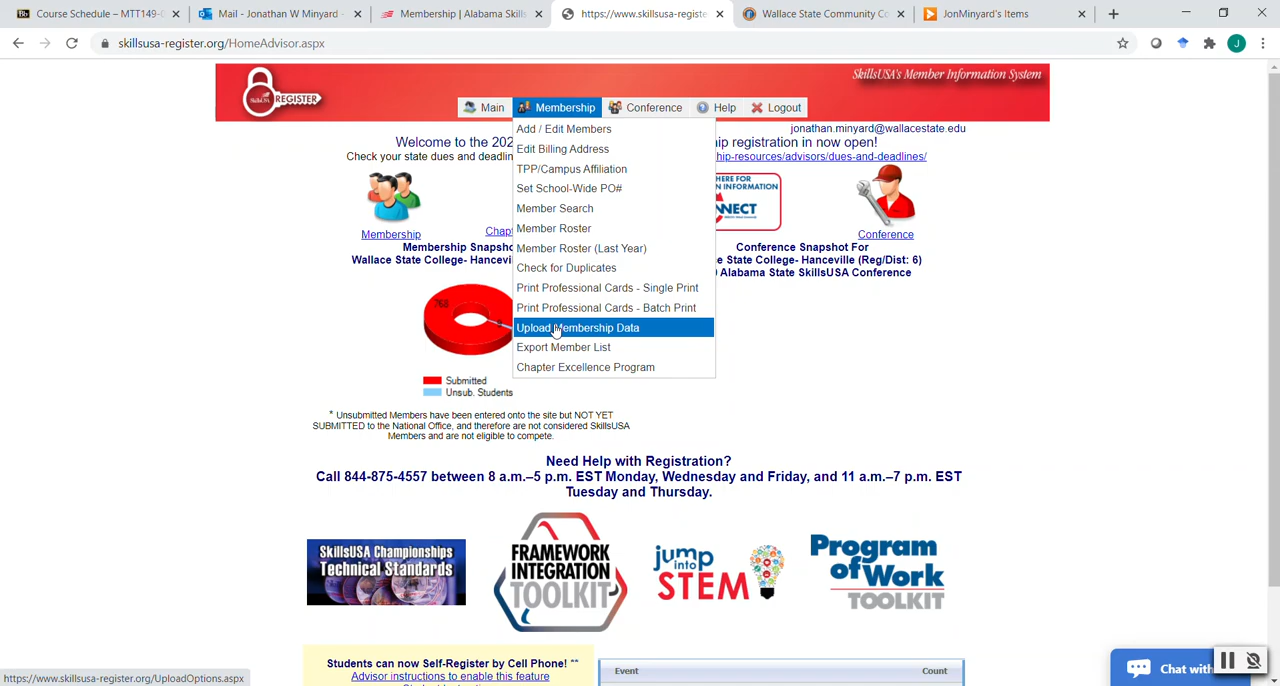 Course Schedule – MTT149-0
Mail - Jonathan W Minyard -
Membership | Alabama Skills
https://www.skillsusa-registe
Wallace State Community Co
JonMinyard's Items
skillsusa-register.org/HomeAdvisor.aspx
J
REGISTER
SkillsUSA's Member Information System
Main
Membership
Conference
Help
Logout
jonathan.minyard@wallacestate.edu
Welcome to the 202
ip registration in now open!
Check your state dues and deadlin
hip-resources/advisors/dues-and-deadlines/
Add / Edit Members
Edit Billing Address
TPP/Campus Affiliation
Set School-Wide PO#
Member Search
Member Roster
Member Roster (Last Year)
Check for Duplicates
Print Professional Cards - Single Print
Print Professional Cards - Batch Print
Upload Membership Data
Export Member List
Chapter Excellence Program
HERE FOR
N INFORMATION
NNECT
Membership
Chapt
Conference
Membership Snapsho
Wallace State College- Hancevi
Conference Snapshot For
e State College- Hanceville (Reg/Dist: 6)
0 Alabama State SkillsUSA Conference
768
9
Submitted
Unsub. Students
* Unsubmitted Members have been entered onto the site but NOT YET
SUBMITTED to the National Office, and therefore are not considered SkillsUSA
Members and are not eligible to compete.
Need Help with Registration?
Call 844-875-4557 between 8 a.m.–5 p.m. EST Monday, Wednesday and Friday, and 11 a.m.–7 p.m. EST
Tuesday and Thursday.
SkillsUSA Championships
Technical Standards
FRAMEWORK
INTEGRATION
TOOLKIT
jump
into
STEM
Program
of Work
TOOLKIT
Students can now Self-Register by Cell Phone! **
Advisor instructions to enable this feature
Event
Count
Chat with
https://www.skillsusa-register.org/UploadOptions.aspx